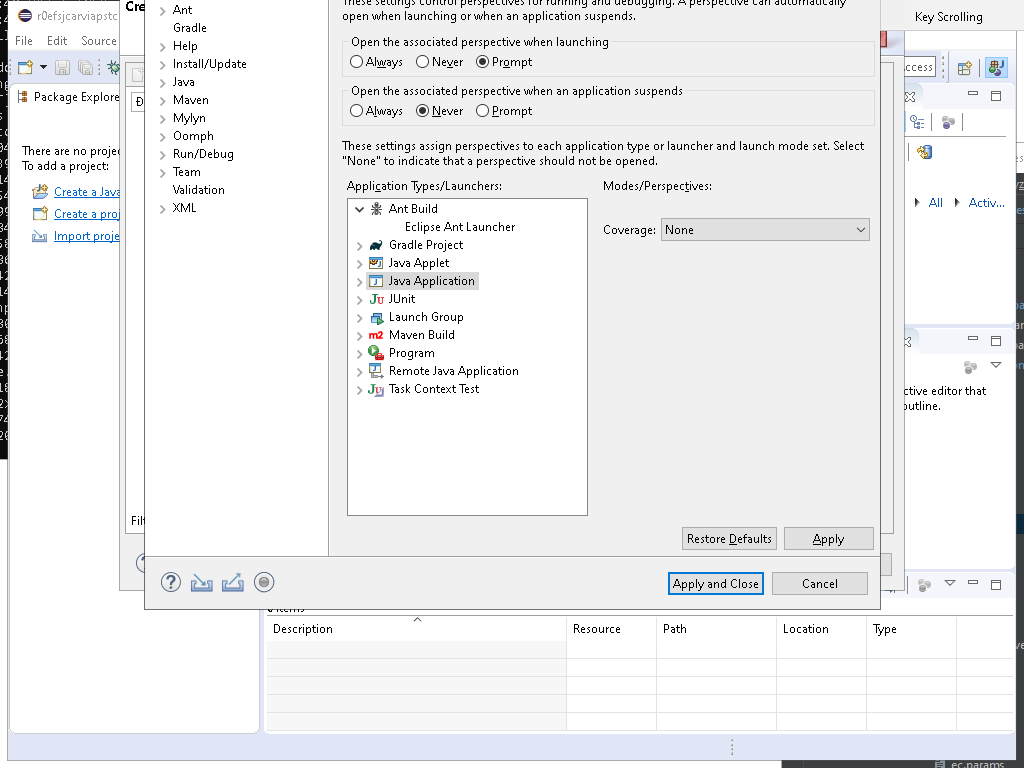 r0efsjcarviapstc
File Edit Source
Package Explore
There are no projec
To add a project:
Create a Java
Create a proj
Import proje
Cre
Filt
Ant
Gradle
Help
Install/Update
Java
Maven
Mylyn
Oomph
Run/Debug
Team
Validation
XML
These settings control perspectives for running and debugging. A perspective can automatically
open when launching or when an application suspends.
Open the associated perspective when launching
Always Never Prompt
Open the associated perspective when an application suspends
Always Never Prompt
These settings assign perspectives to each application type or launcher and launch mode set. Select
"None" to indicate that a perspective should not be opened.
Application Types/Launchers:
Modes/Perspectives:
Ant Build
Eclipse Ant Launcher
Gradle Project
Java Applet
Java Application
JUnit
Launch Group
Maven Build
Program
Remote Java Application
Task Context Test
Coverage: None
Restore Defaults Apply
Apply and Close Cancel
Key Scrolling
ccess
All Activ...
ctive editor that
outline.
Description Resource Path Location Type
ec.params